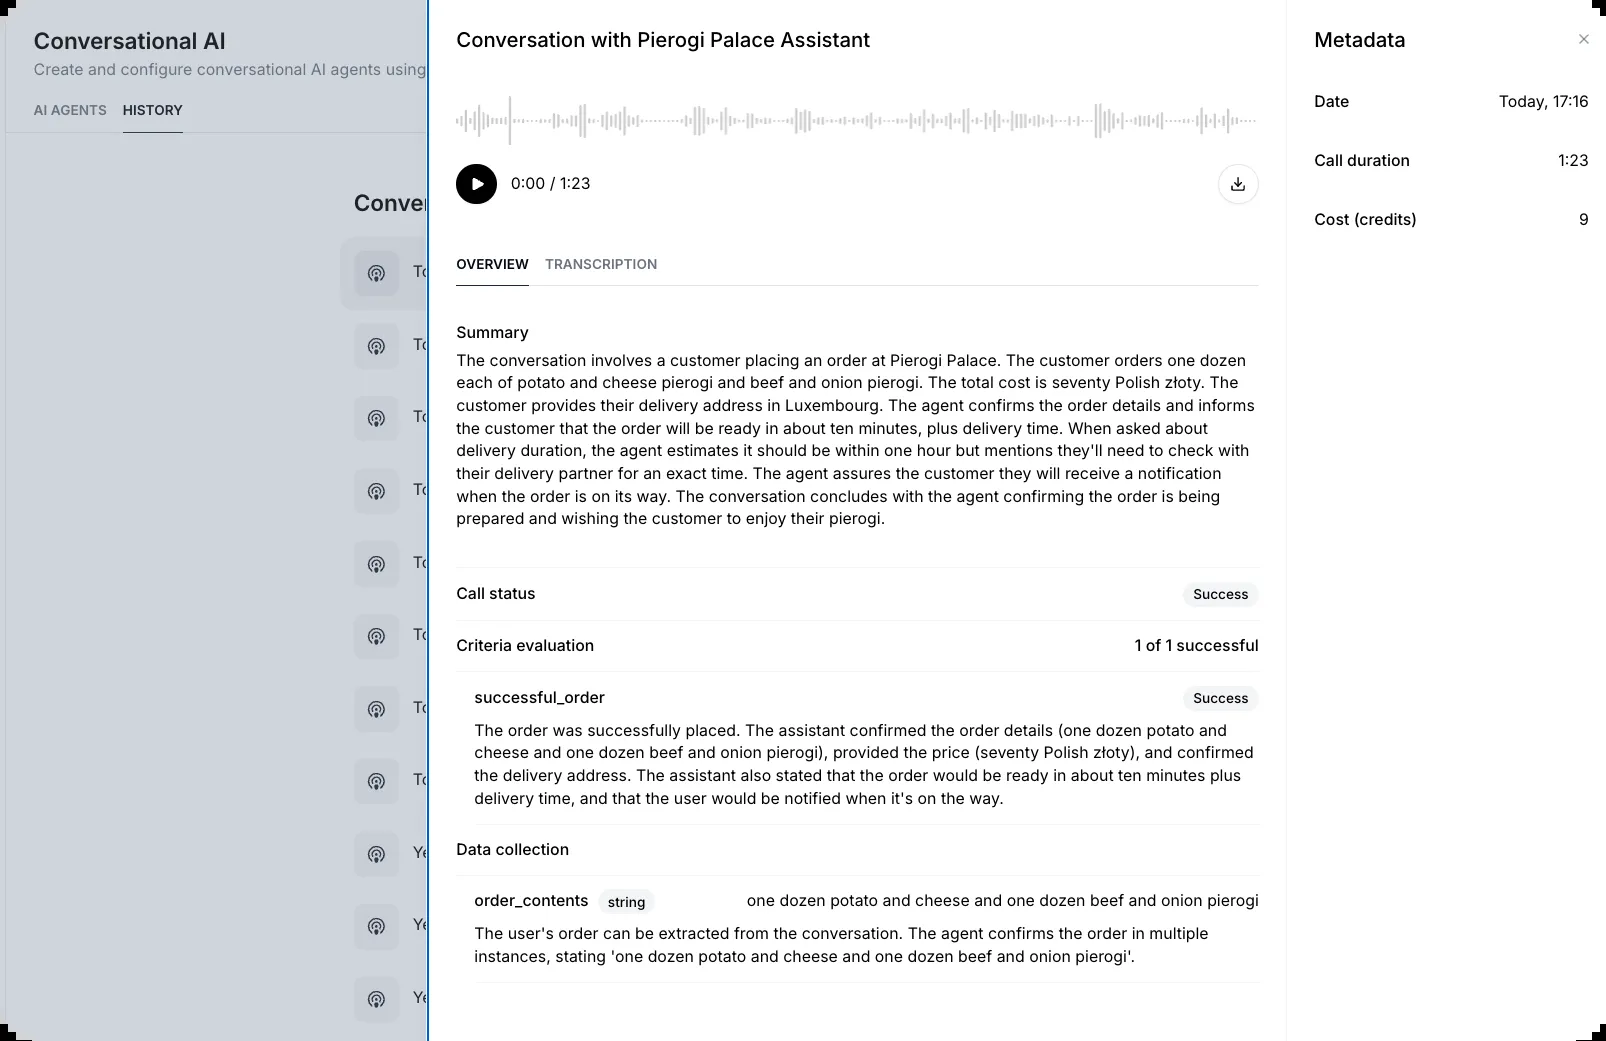 Conversational AI
Create and configure conversational AI agents using
AI AGENTS HISTORY
Conversation with Pierogi Palace Assistant
0:00 / 1:23
OVERVIEW TRANSCRIPTION
Summary
The conversation involves a customer placing an order at Pierogi Palace. The customer orders one dozen
each of potato and cheese pierogi and beef and onion pierogi. The total cost is seventy Polish złoty. The
customer provides their delivery address in Luxembourg. The agent confirms the order details and informs
the customer that the order will be ready in about ten minutes, plus delivery time. When asked about
delivery duration, the agent estimates it should be within one hour but mentions they'll need to check with
their delivery partner for an exact time. The agent assures the customer they will receive a notification
when the order is on its way. The conversation concludes with the agent confirming the order is being
prepared and wishing the customer to enjoy their pierogi.
Call status Success
Criteria evaluation 1 of 1 successful
successful_order Success
The order was successfully placed. The assistant confirmed the order details (one dozen potato and
cheese and one dozen beef and onion pierogi), provided the price (seventy Polish złoty), and confirmed
the delivery address. The assistant also stated that the order would be ready in about ten minutes plus
delivery time, and that the user would be notified when it's on the way.
Data collection
order_contents string one dozen potato and cheese and one dozen beef and onion pierogi
The user's order can be extracted from the conversation. The agent confirms the order in multiple
instances, stating 'one dozen potato and cheese and one dozen beef and onion pierogi'.
Metadata
Date Today, 17:16
Call duration 1:23
Cost (credits) 9